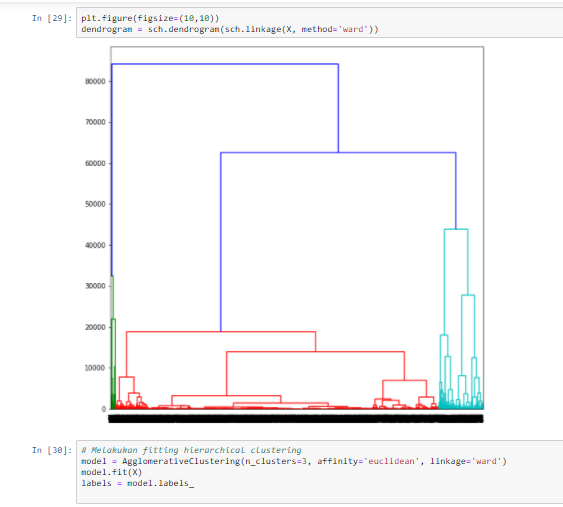 In [29]: plt.figure(figsize=(10,10))
dendrogram = sch.dendrogram(sch.linkage(X, method='ward'))
80000
70000
60000
50000
40000
30000
20000
10000
0
In [30]: # Melakukan fitting hierarchical clustering
model = AgglomerativeClustering(n_clusters=3, affinity='euclidean', linkage='ward')
model.fit(X)
labels = model.labels_